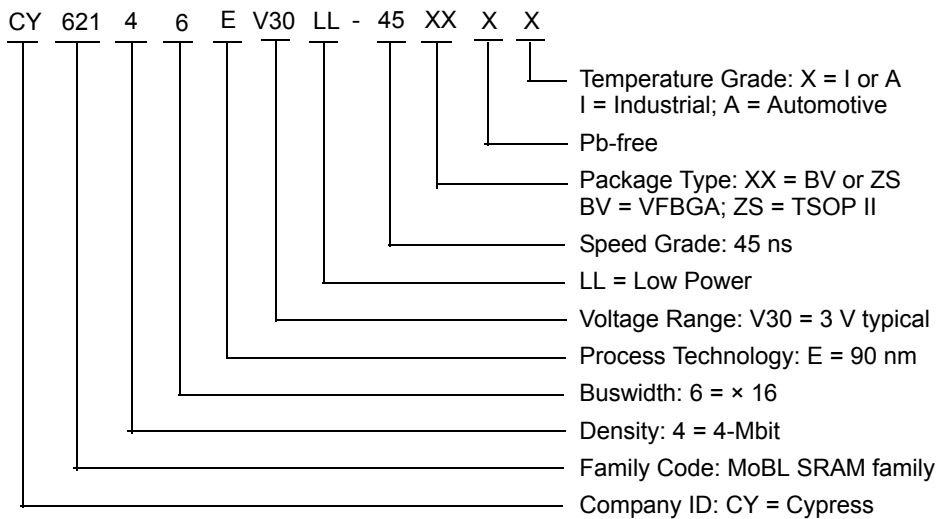 CY 621 4 6 E V30 LL - 45 XX X X
Temperature Grade: X = I or A
I = Industrial; A = Automotive
Pb-free
Package Type: XX = BV or ZS
BV = VFBGA; ZS = TSOP II
Speed Grade: 45 ns
LL = Low Power
Voltage Range: V30 = 3 V typical
Process Technology: E = 90 nm
Buswidth: 6 = × 16
Density: 4 = 4-Mbit
Family Code: MoBL SRAM family
Company ID: CY = Cypress